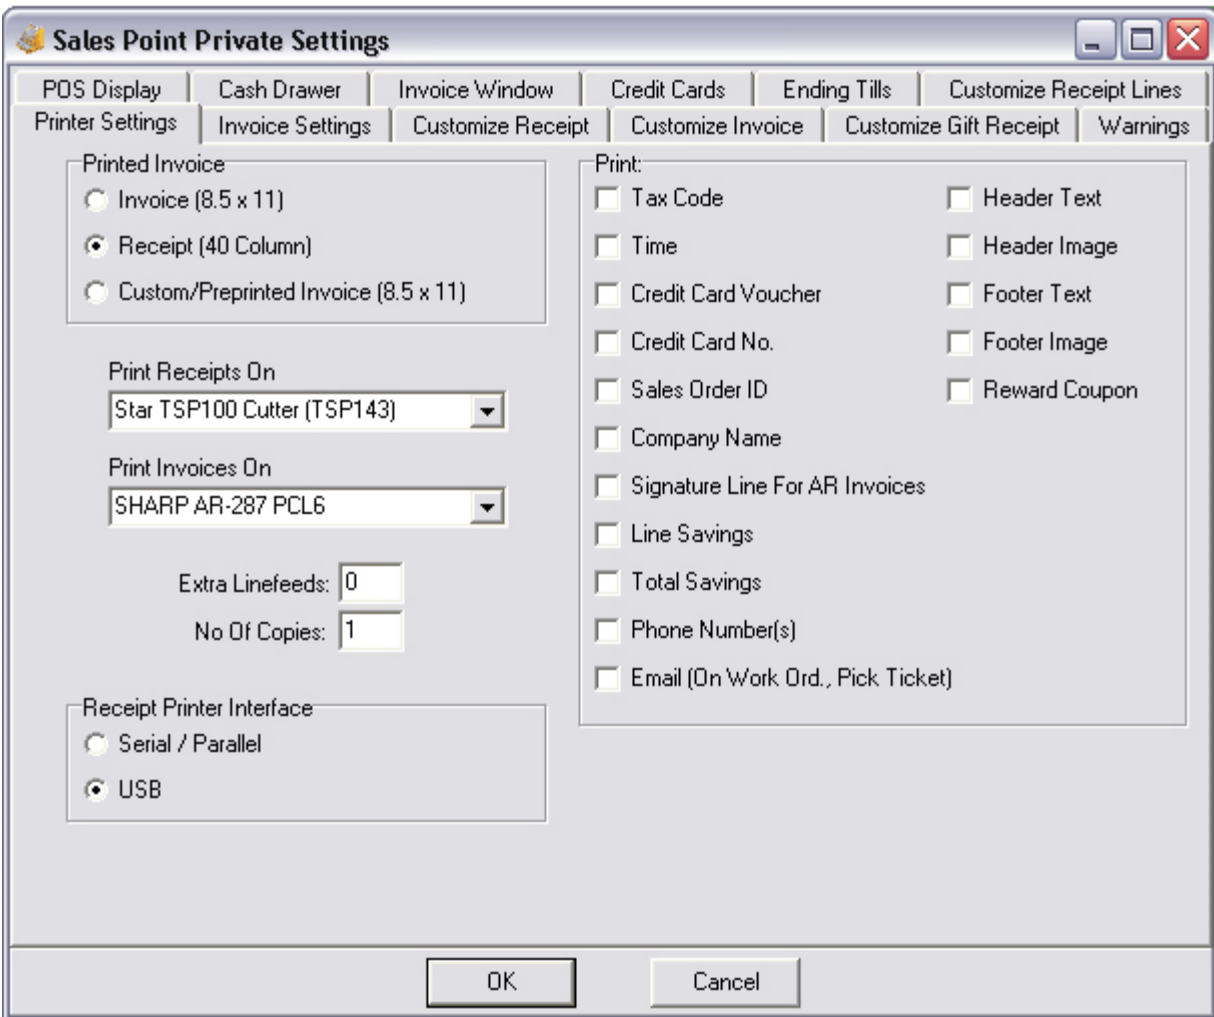 Sales Point Private Settings
POS Display Cash Drawer Invoice Window Credit Cards Ending Tills Customize Receipt Lines
Printer Settings Invoice Settings Customize Receipt Customize Invoice Customize Gift Receipt Warnings
Printed Invoice
Invoice (8.5 x 11)
Receipt (40 Column)
Custom/Preprinted Invoice (8.5 x 11)
Print Receipts On
Star TSP100 Cutter (TSP143)
Print Invoices On
SHARP AR-287 PCL6
Extra Linefeeds: 0
No Of Copies: 1
Receipt Printer Interface
Serial / Parallel
USB
Print:
Tax Code
Time
Credit Card Voucher
Credit Card No.
Sales Order ID
Company Name
Signature Line For AR Invoices
Line Savings
Total Savings
Phone Number(s)
Email (On Work Ord., Pick Ticket)
Header Text
Header Image
Footer Text
Footer Image
Reward Coupon
OK Cancel